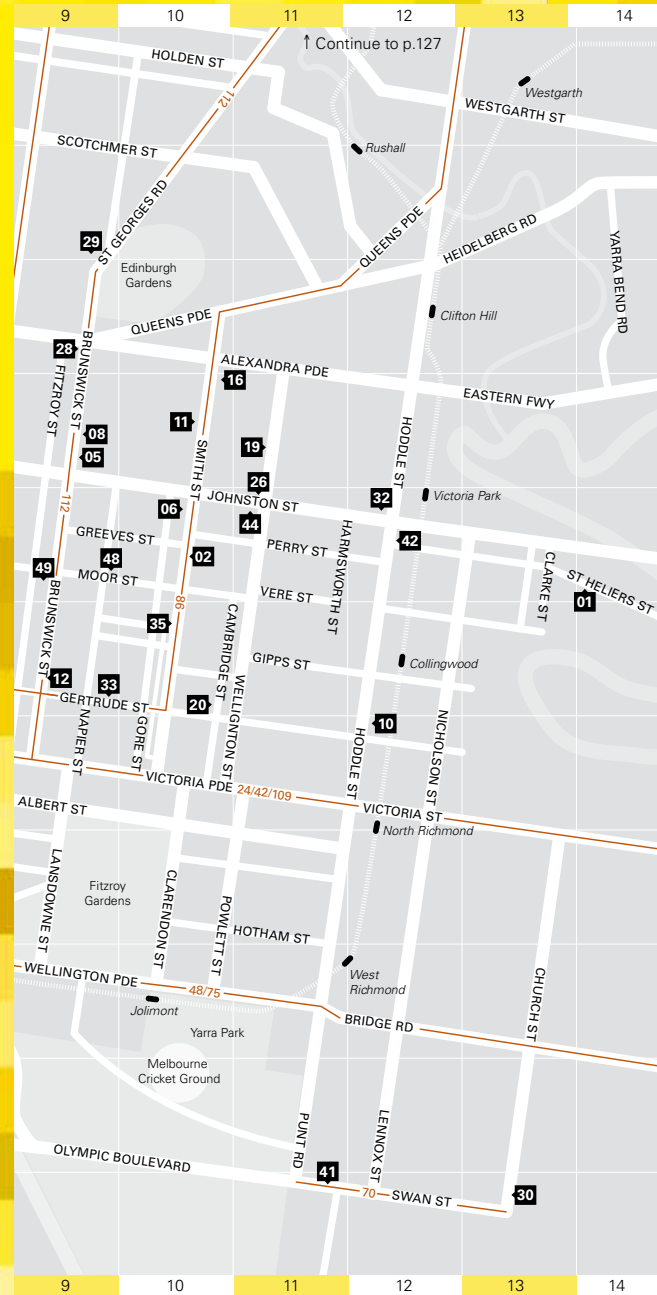 9 10 11 12 13 14
↑ Continue to p.127
HOLDEN ST
112
Westgarth
WESTGARTH ST
SCOTCHMER ST
Rushall
ST GEORGES RD
QUEENS PDE
HEIDELBERG RD
YARRA BEND RD
29
Edinburgh
Gardens
Clifton Hill
QUEENS PDE
28
BRUNSWICK ST
ALEXANDRA PDE
16
EASTERN FWY
FITZROY ST
11
08
05
SMITH ST
19
HODDLE ST
26
32
Victoria Park
112
06
JOHNSTON ST
44
GREEVES ST
PERRY ST
HARMSWORTH ST
42
48
02
49
MOOR ST
VERE ST
CLARKE ST
ST HELIERS ST
01
86
BRUNSWICK ST
35
CAMBRIDGE ST
GIPPS ST
Collingwood
12
33
GERTRUDE ST
20
WELLIGNTON ST
10
NAPIER ST
GORE ST
HODDLE ST
NICHOLSON ST
VICTORIA PDE
24/42/109
VICTORIA ST
ALBERT ST
North Richmond
LANSDOWNE ST
Fitzroy
Gardens
CLARENDON ST
POWLETT ST
HOTHAM ST
West
Richmond
WELLINGTON PDE
48/75
CHURCH ST
Jolimont
BRIDGE RD
Yarra Park
Melbourne
Cricket Ground
PUNT RD
LENNOX ST
OLYMPIC BOULEVARD
41
70
SWAN ST
30
9 10 11 12 13 14